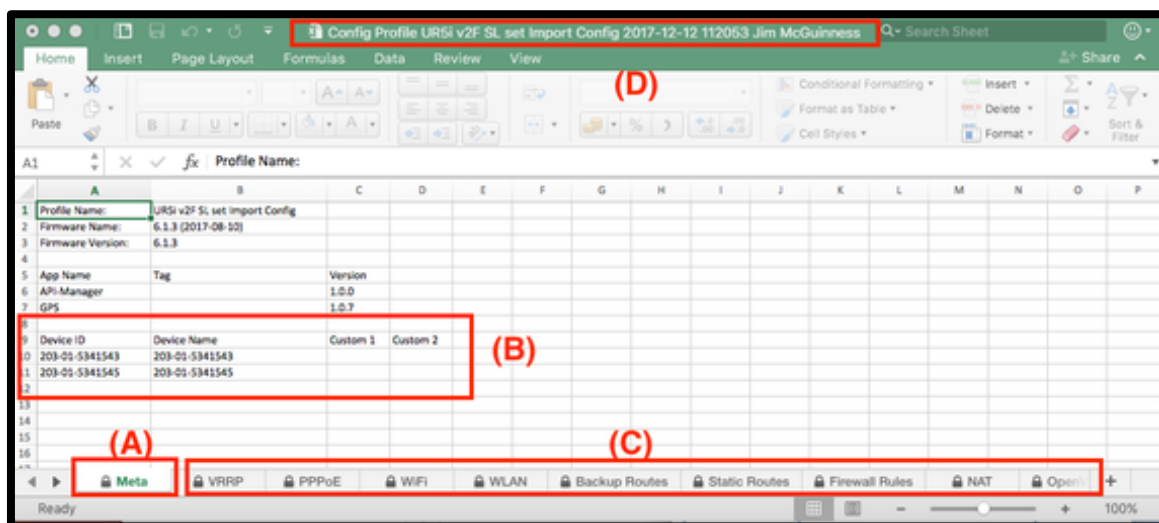 Config Profile URSi v2F SL set Import Config 2017-12-12 112053 Jim McGuinness
Search Sheet
Home Insert Page Layout Formulas Data Review View Share
(D)
Paste
A A
B I U A
% )
Conditional Formatting
Format as Table
Cell Styles
Insert
Delete
Format
Sort & Filter
A1 fx Profile Name:
A B C D E F G H I J K L M N O P
1 Profile Name: URSi v2F SL set Import Config
2 Firmware Name: 6.1.3 (2017-08-10)
3 Firmware Version: 6.1.3
4
5 App Name Tag Version
6 API-Manager 1.0.0
7 GPS 1.0.7
8
9 Device ID Device Name Custom 1 Custom 2
10 203-01-5341543 203-01-5341543
(B)
11 203-01-5341545 203-01-5341545
12
13
14
15
(A) (C)
16
Meta VRRP PPPoE WiFi WLAN Backup Routes Static Routes Firewall Rules NAT
Ready 100%